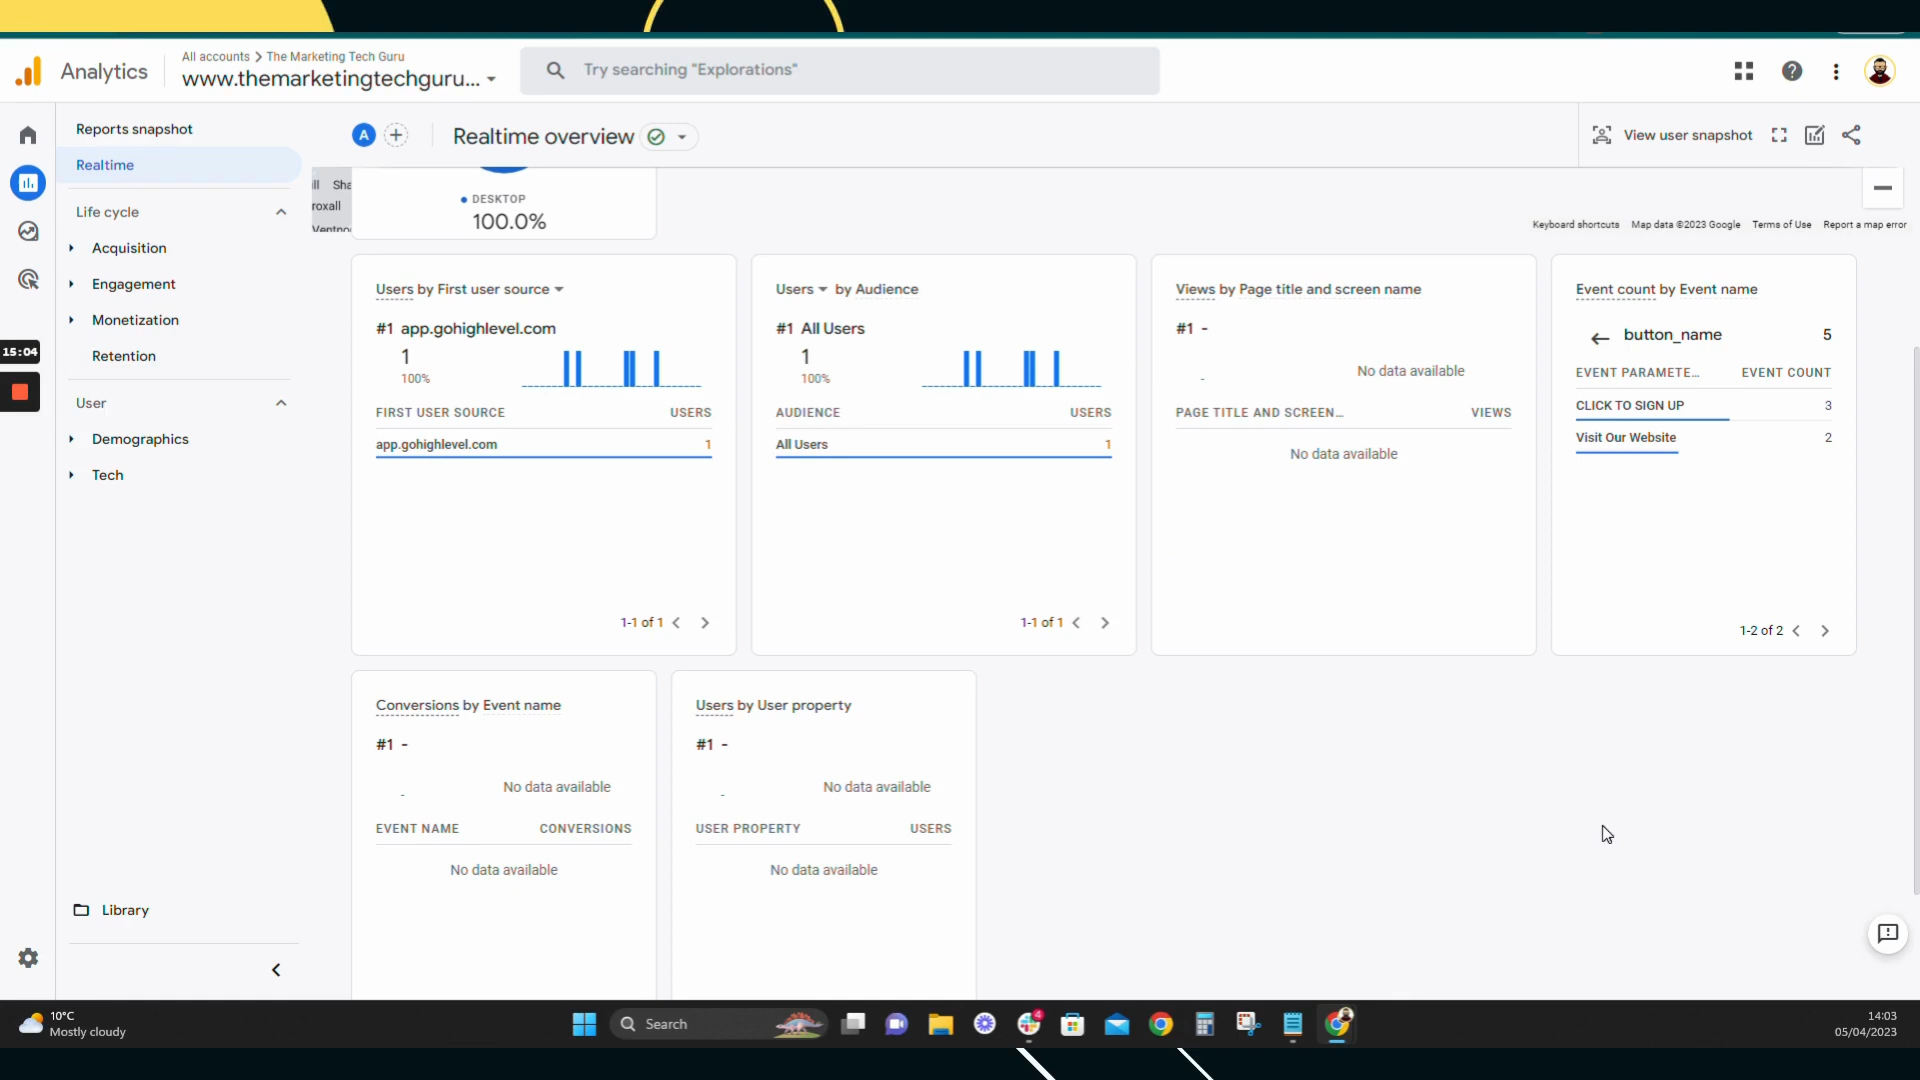 Analytics
All accounts > The Marketing Tech Guru
www.themarketingtechguru...
Try searching "Explorations"
Reports snapshot
Realtime
Life cycle
Acquisition
Engagement
Monetization
Retention
User
Demographics
Tech
Library
15:04
A
Realtime overview
View user snapshot
ill Sha
roxall
Ventno
DESKTOP
100.0%
Keyboard shortcuts Map data ©2023 Google Terms of Use Report a map error
Users by First user source
#1 app.gohighlevel.com
1
100%
FIRST USER SOURCE USERS
app.gohighlevel.com 1
1-1 of 1
Users by Audience
#1 All Users
1
100%
AUDIENCE USERS
All Users 1
1-1 of 1
Views by Page title and screen name
#1 -
- No data available
PAGE TITLE AND SCREEN... VIEWS
No data available
Event count by Event name
button_name 5
EVENT PARAMETE... EVENT COUNT
CLICK TO SIGN UP 3
Visit Our Website 2
1-2 of 2
Conversions by Event name
#1 -
- No data available
EVENT NAME CONVERSIONS
No data available
Users by User property
#1 -
- No data available
USER PROPERTY USERS
No data available
10°C
Mostly cloudy
Search
4
14:03
05/04/2023